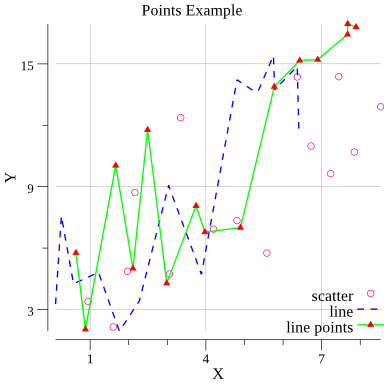 Points Example
15
9
3
Y
scatter
line
line points
1 4 7
X